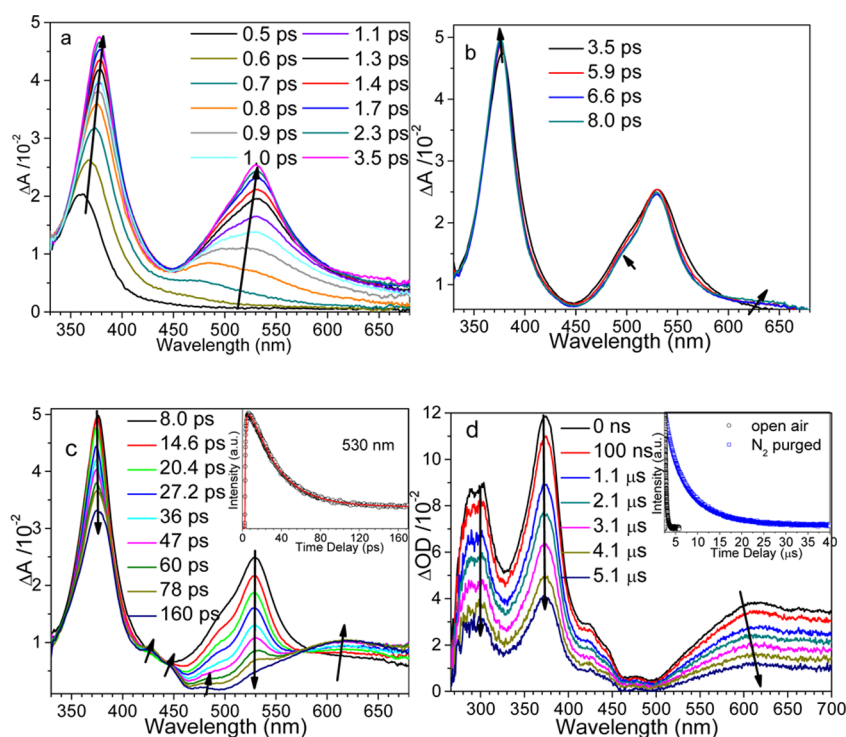 a
0.5 ps 1.1 ps
0.6 ps 1.3 ps
0.7 ps 1.4 ps
0.8 ps 1.7 ps
0.9 ps 2.3 ps
1.0 ps 3.5 ps
ΔA /10⁻²
5
4
3
2
1
0
350 400 450 500 550 600 650
Wavelength (nm)
b
3.5 ps
5.9 ps
6.6 ps
8.0 ps
ΔA /10⁻²
5
4
3
2
1
350 400 450 500 550 600 650
Wavelength (nm)
c
8.0 ps
14.6 ps
20.4 ps
27.2 ps
36 ps
47 ps
60 ps
78 ps
160 ps
ΔA /10⁻²
5
4
3
2
1
0
350 400 450 500 550 600 650
Wavelength (nm)
530 nm
Intensity (a.u.)
0 40 80 120 160
Time Delay (ps)
d
0 ns
100 ns
1.1 μs
2.1 μs
3.1 μs
4.1 μs
5.1 μs
ΔOD /10⁻²
12
10
8
6
4
2
0
300 350 400 450 500 550 600 650 700
Wavelength (nm)
open air
N₂ purged
Intensity (a.u.)
5 10 15 20 25 30 35 40
Time Delay (μs)